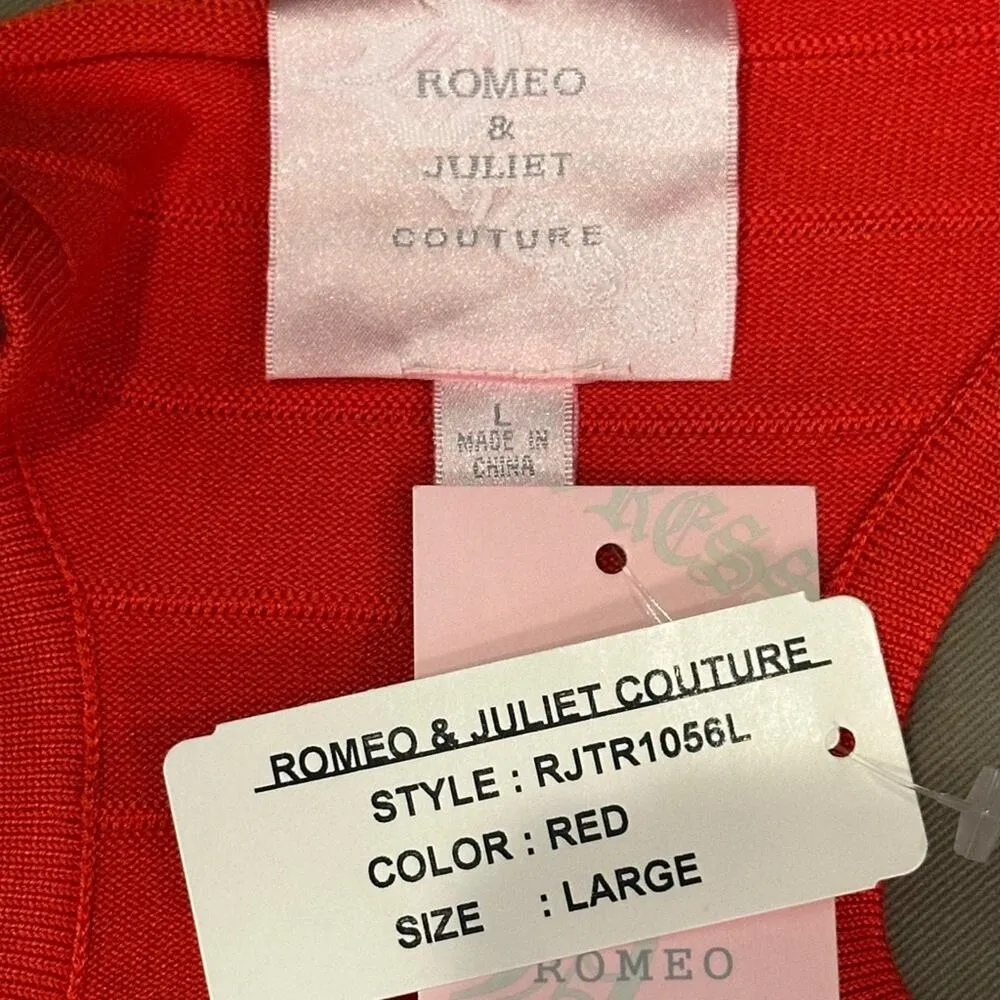 ROMEO
&
JULIET
COUTURE
L
MADE IN
CHINA
ROMEO & JULIET COUTURE
STYLE : RJTR1056L
COLOR : RED
SIZE : LARGE
ROMEO